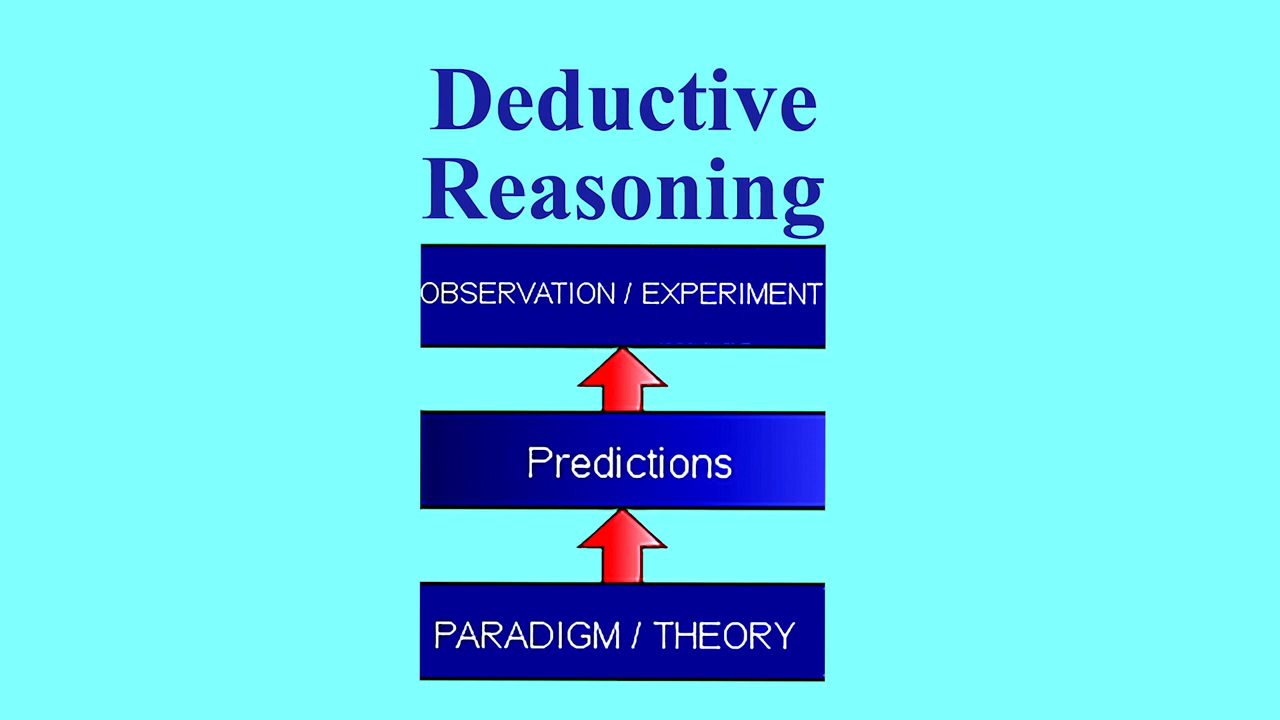 Deductive
Reasoning
OBSERVATION / EXPERIMENT
Predictions
PARADIGM / THEORY